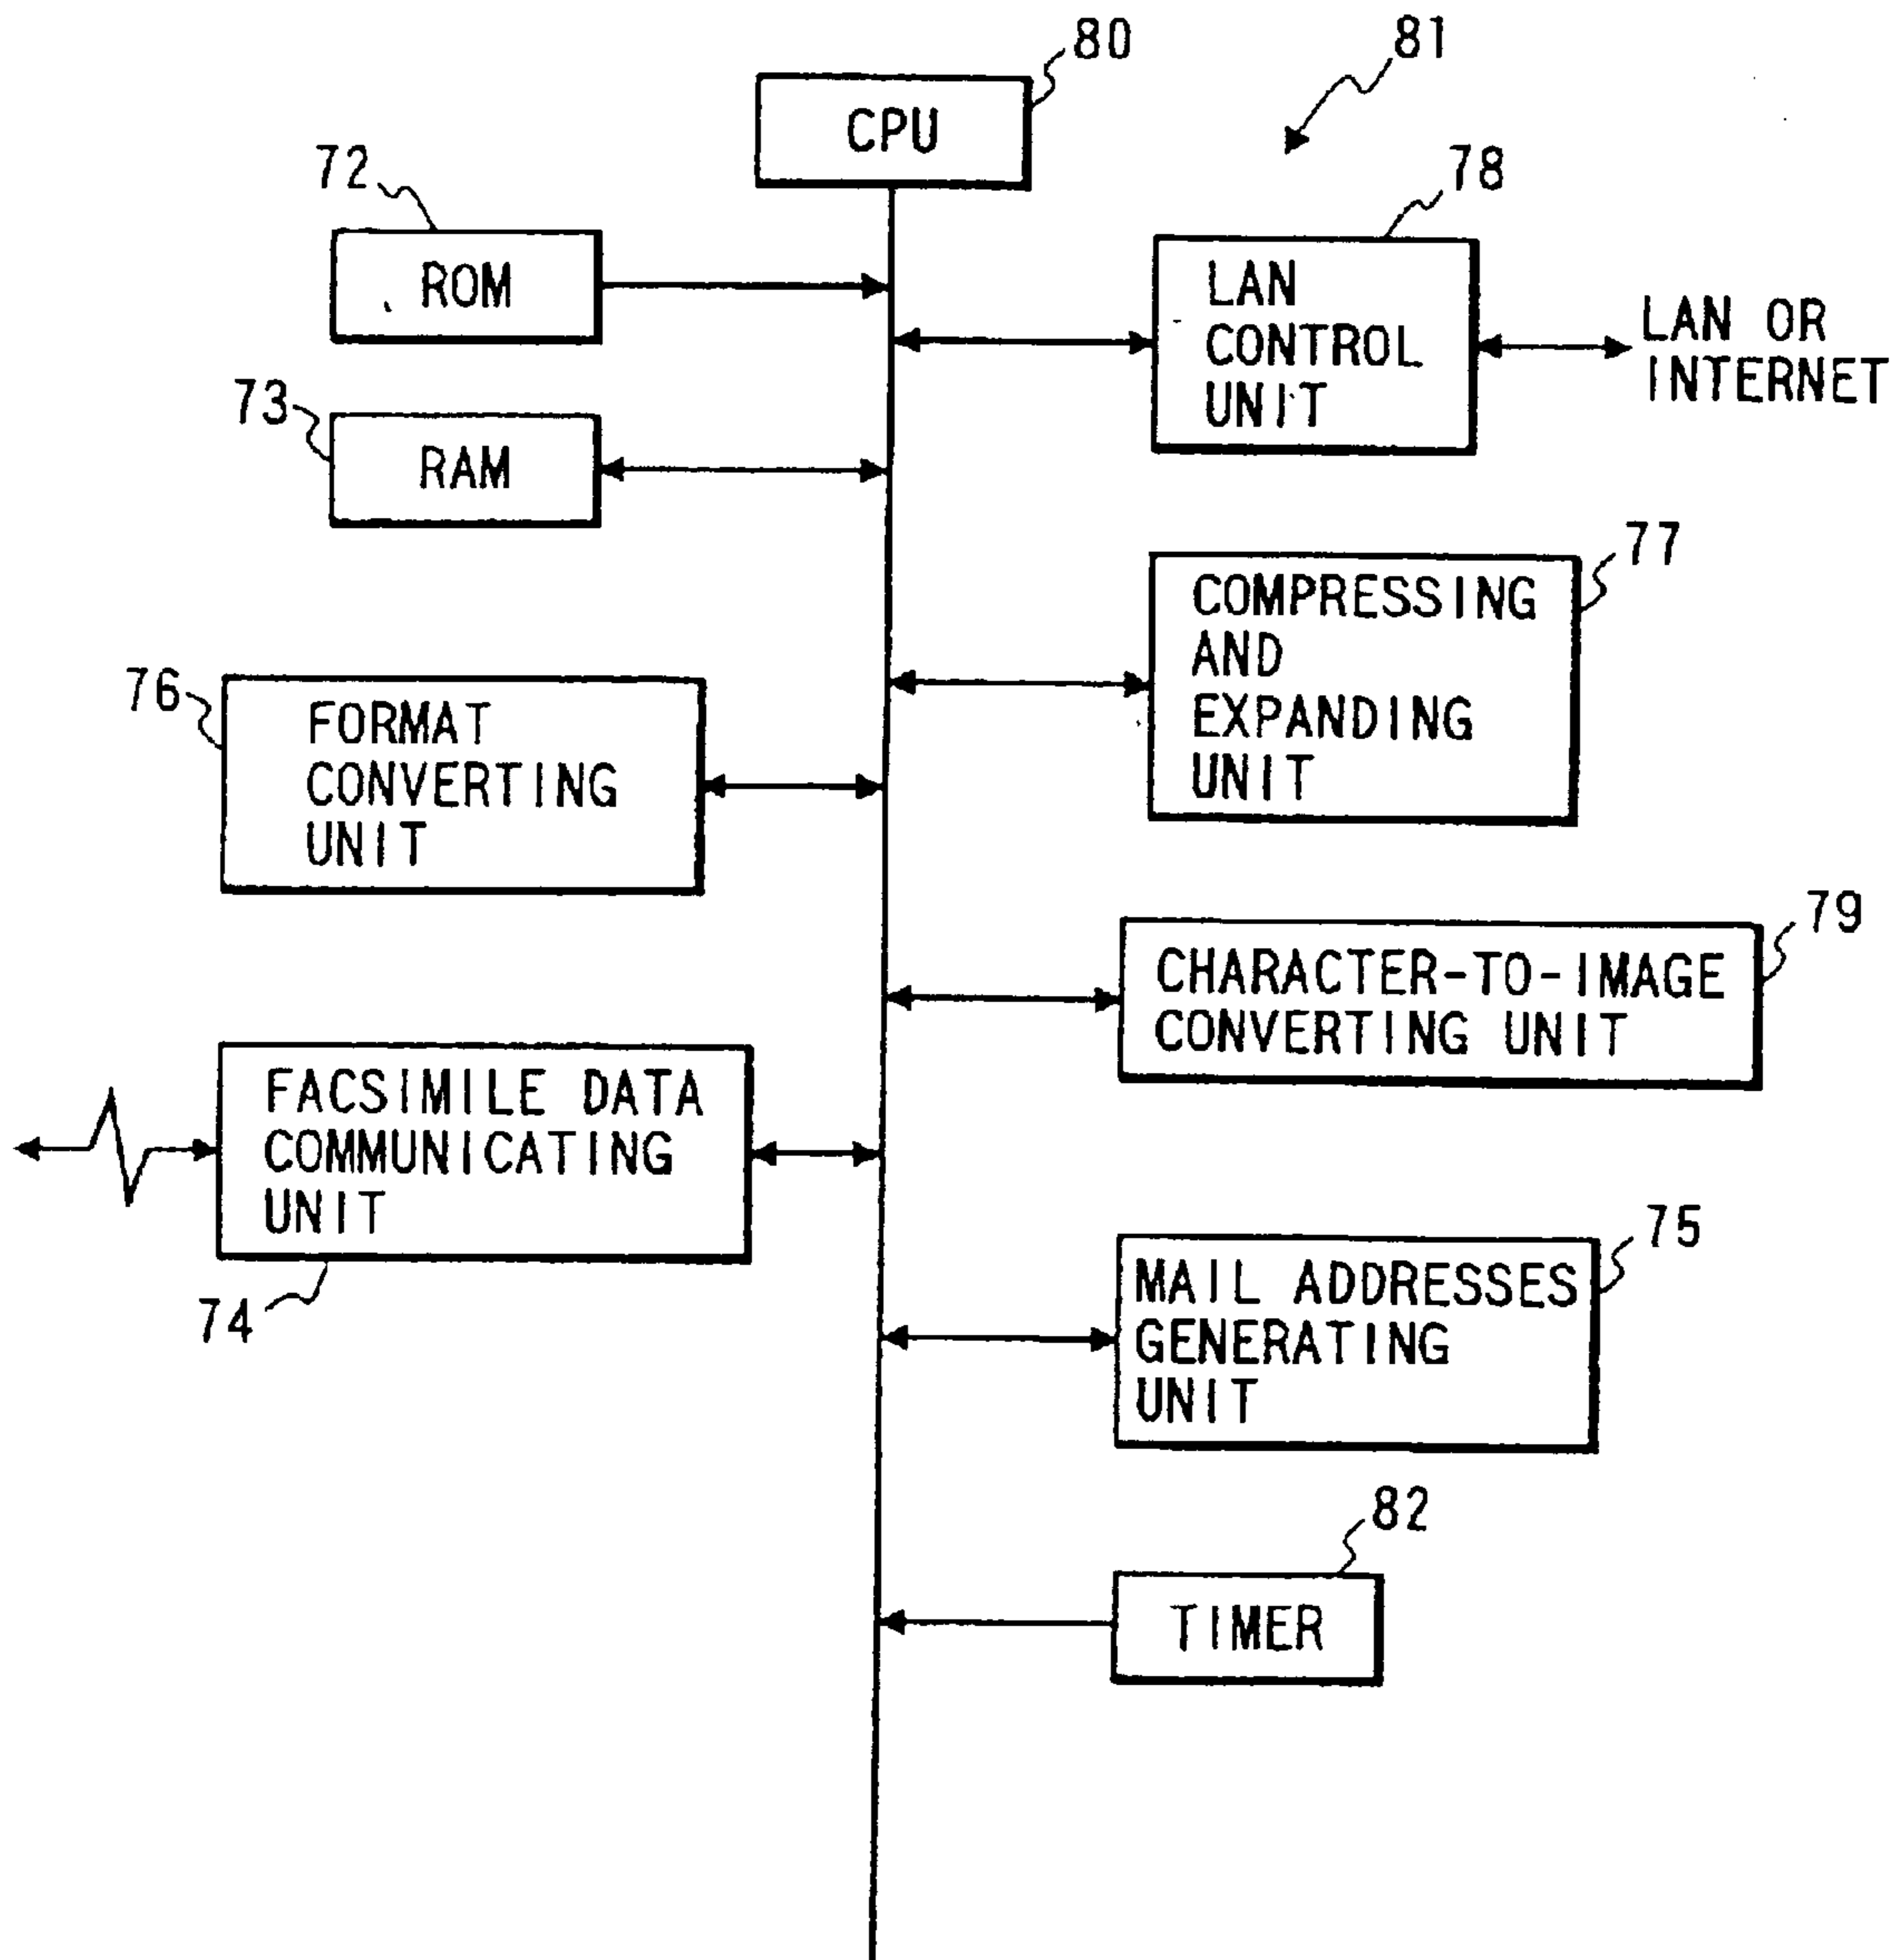 80
81
CPU
72
78
ROM
LAN
CONTROL
UNIT
LAN OR
INTERNET
73
RAM
77
COMPRESSING
AND
EXPANDING
UNIT
76
FORMAT
CONVERTING
UNIT
79
CHARACTER-TO-IMAGE
CONVERTING UNIT
FACSIMILE DATA
COMMUNICATING
UNIT
74
75
MAIL ADDRESSES
GENERATING
UNIT
82
TIMER